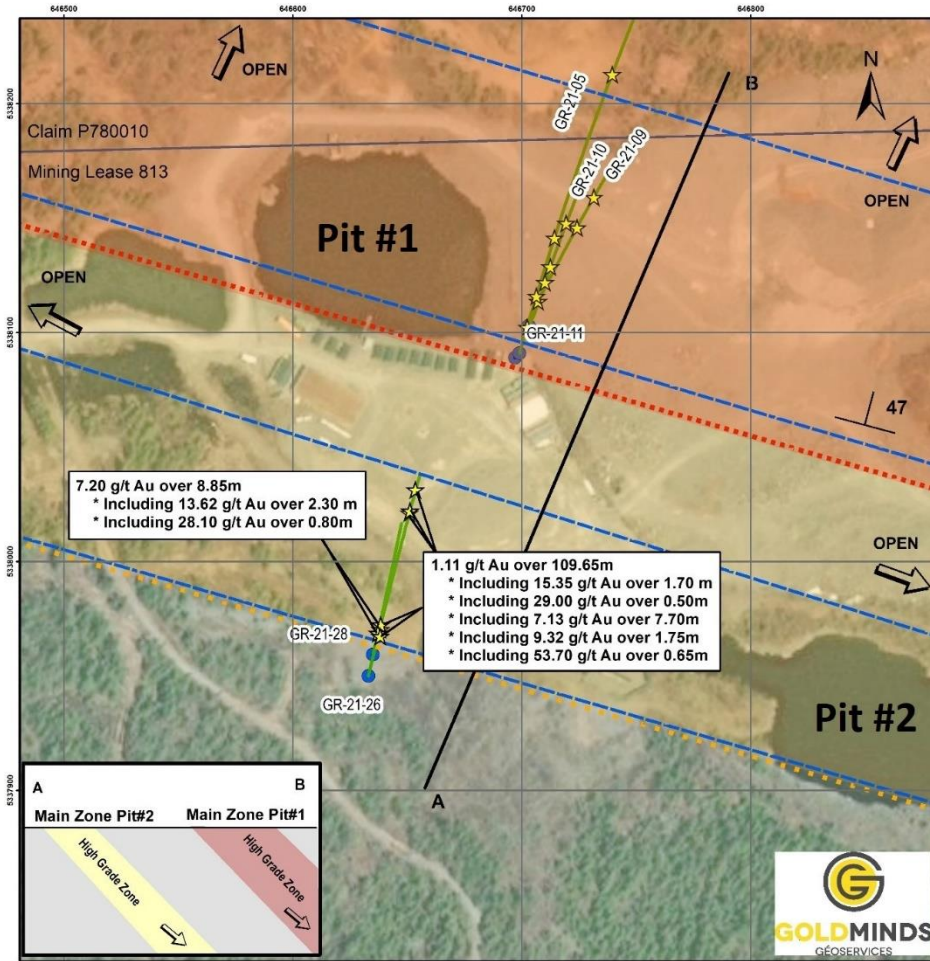 646500 646600 646700 646800
OPEN
N
B
5338200
GR-21-05
Claim P780010
Mining Lease 813
GR-21-10
GR-21-09
OPEN
Pit #1
OPEN
5338100
GR-21-11
47
7.20 g/t Au over 8.85m
* Including 13.62 g/t Au over 2.30 m
* Including 28.10 g/t Au over 0.80m
5338000
OPEN
1.11 g/t Au over 109.65m
* Including 15.35 g/t Au over 1.70 m
* Including 29.00 g/t Au over 0.50m
* Including 7.13 g/t Au over 7.70m
* Including 9.32 g/t Au over 1.75m
* Including 53.70 g/t Au over 0.65m
GR-21-28
GR-21-26
Pit #2
5337900
A
A B
Main Zone Pit#2 Main Zone Pit#1
High Grade Zone
High Grade Zone
GOLDMINDS
GÉOSERVICES